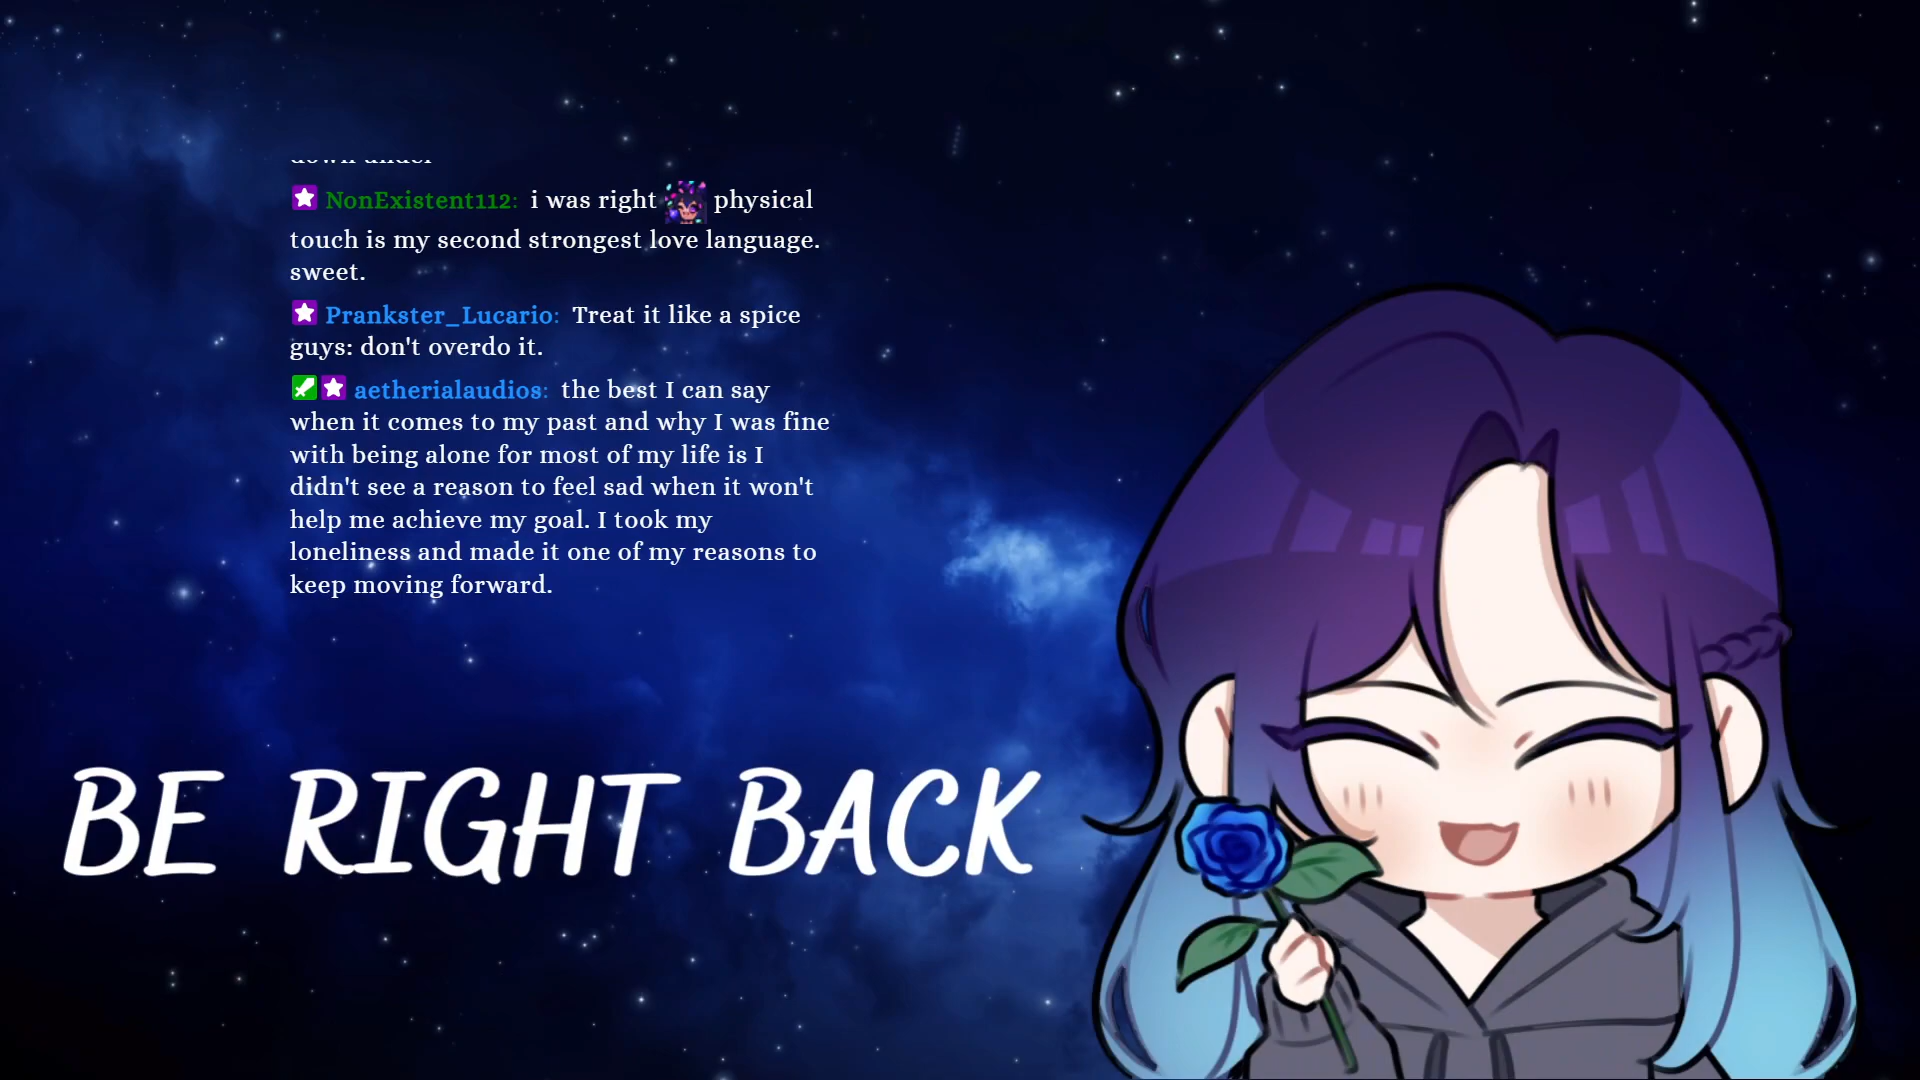 down under
NonExistent112: i was right physical
touch is my second strongest love language.
sweet.
Prankster_Lucario: Treat it like a spice
guys: don't overdo it.
aetherialaudios: the best I can say
when it comes to my past and why I was fine
with being alone for most of my life is I
didn't see a reason to feel sad when it won't
help me achieve my goal. I took my
loneliness and made it one of my reasons to
keep moving forward.
BE RIGHT BACK